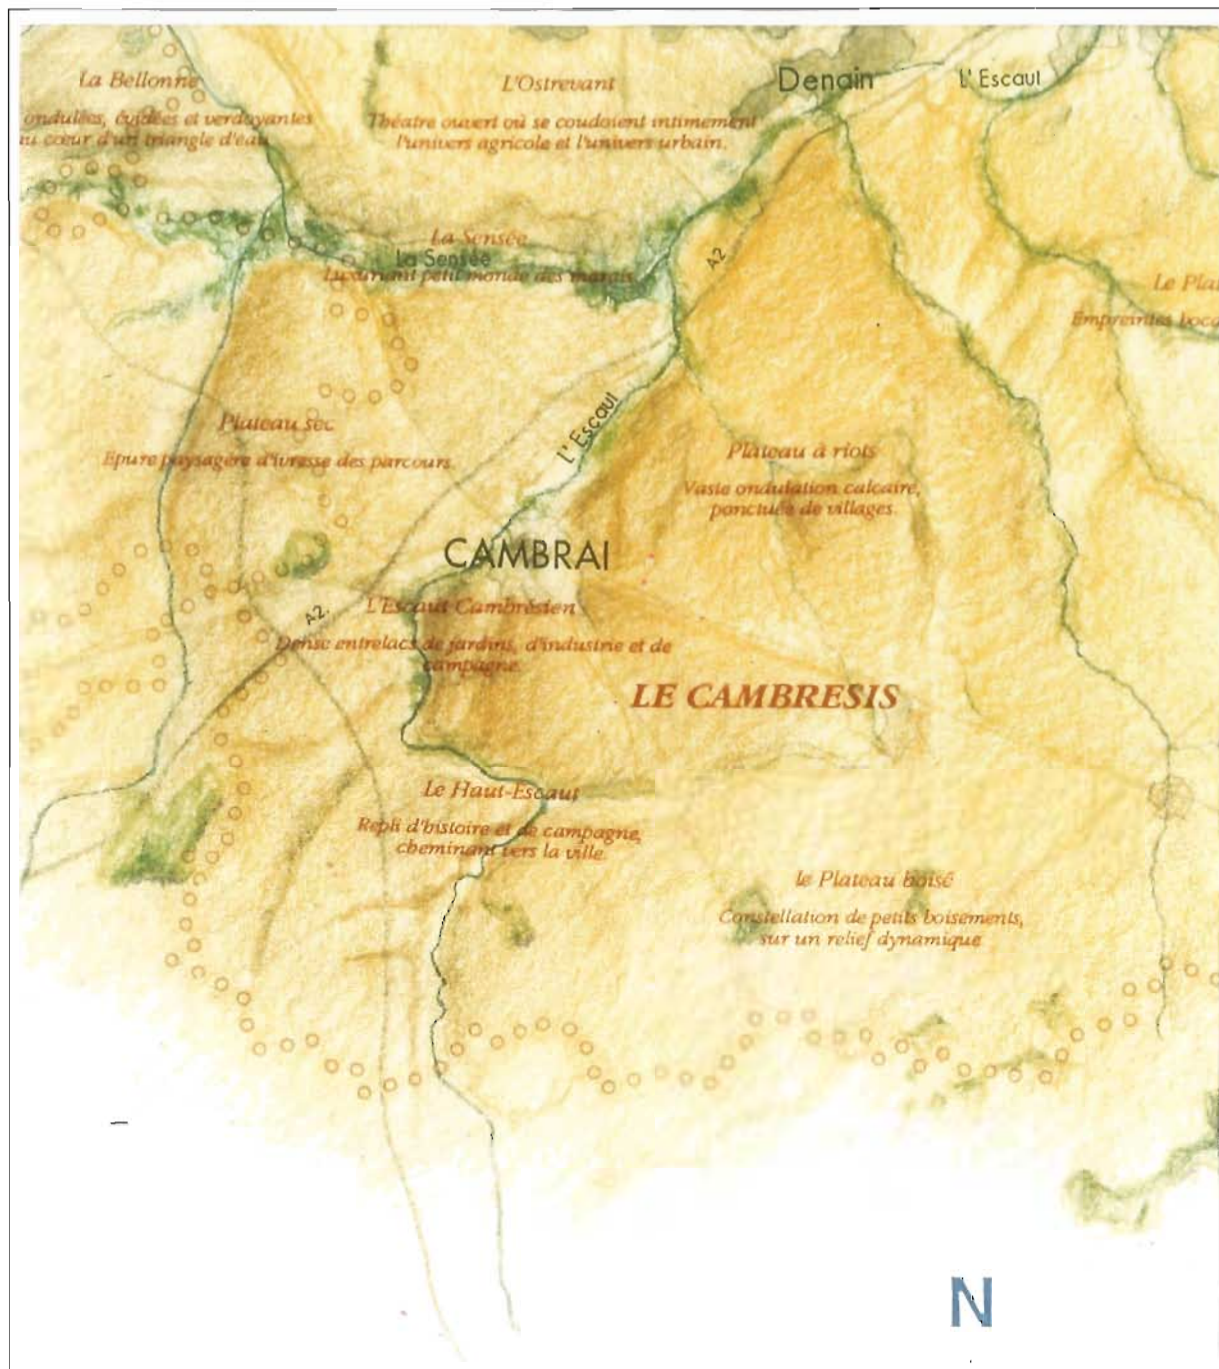 La Bellonne
ondulées, évidées et verdoyantes
au cœur d'un triangle d'eau
L'Ostrevant
Théatre ouvert où se coudoient intimement
l'univers agricole et l'univers urbain.
Denain
L'Escaut
La Sensée
La Sensée
Luxuriant petit monde des marais
A2
Le Pla
Empreintes boca
Plateau sec
Epure paysagère d'ivresse des parcours.
L'Escaut
Plateau à riots
Vaste ondulation calcaire,
ponctuée de villages.
CAMBRAI
A2.
L'Escaut Cambrésien
Dense entrelacs de jardins, d'industrie et de
campagne.
LE CAMBRESIS
Le Haut-Escaut
Repli d'histoire et de campagne,
cheminant vers la ville.
le Plateau boisé
Constellation de petits boisements,
sur un relief dynamique
N